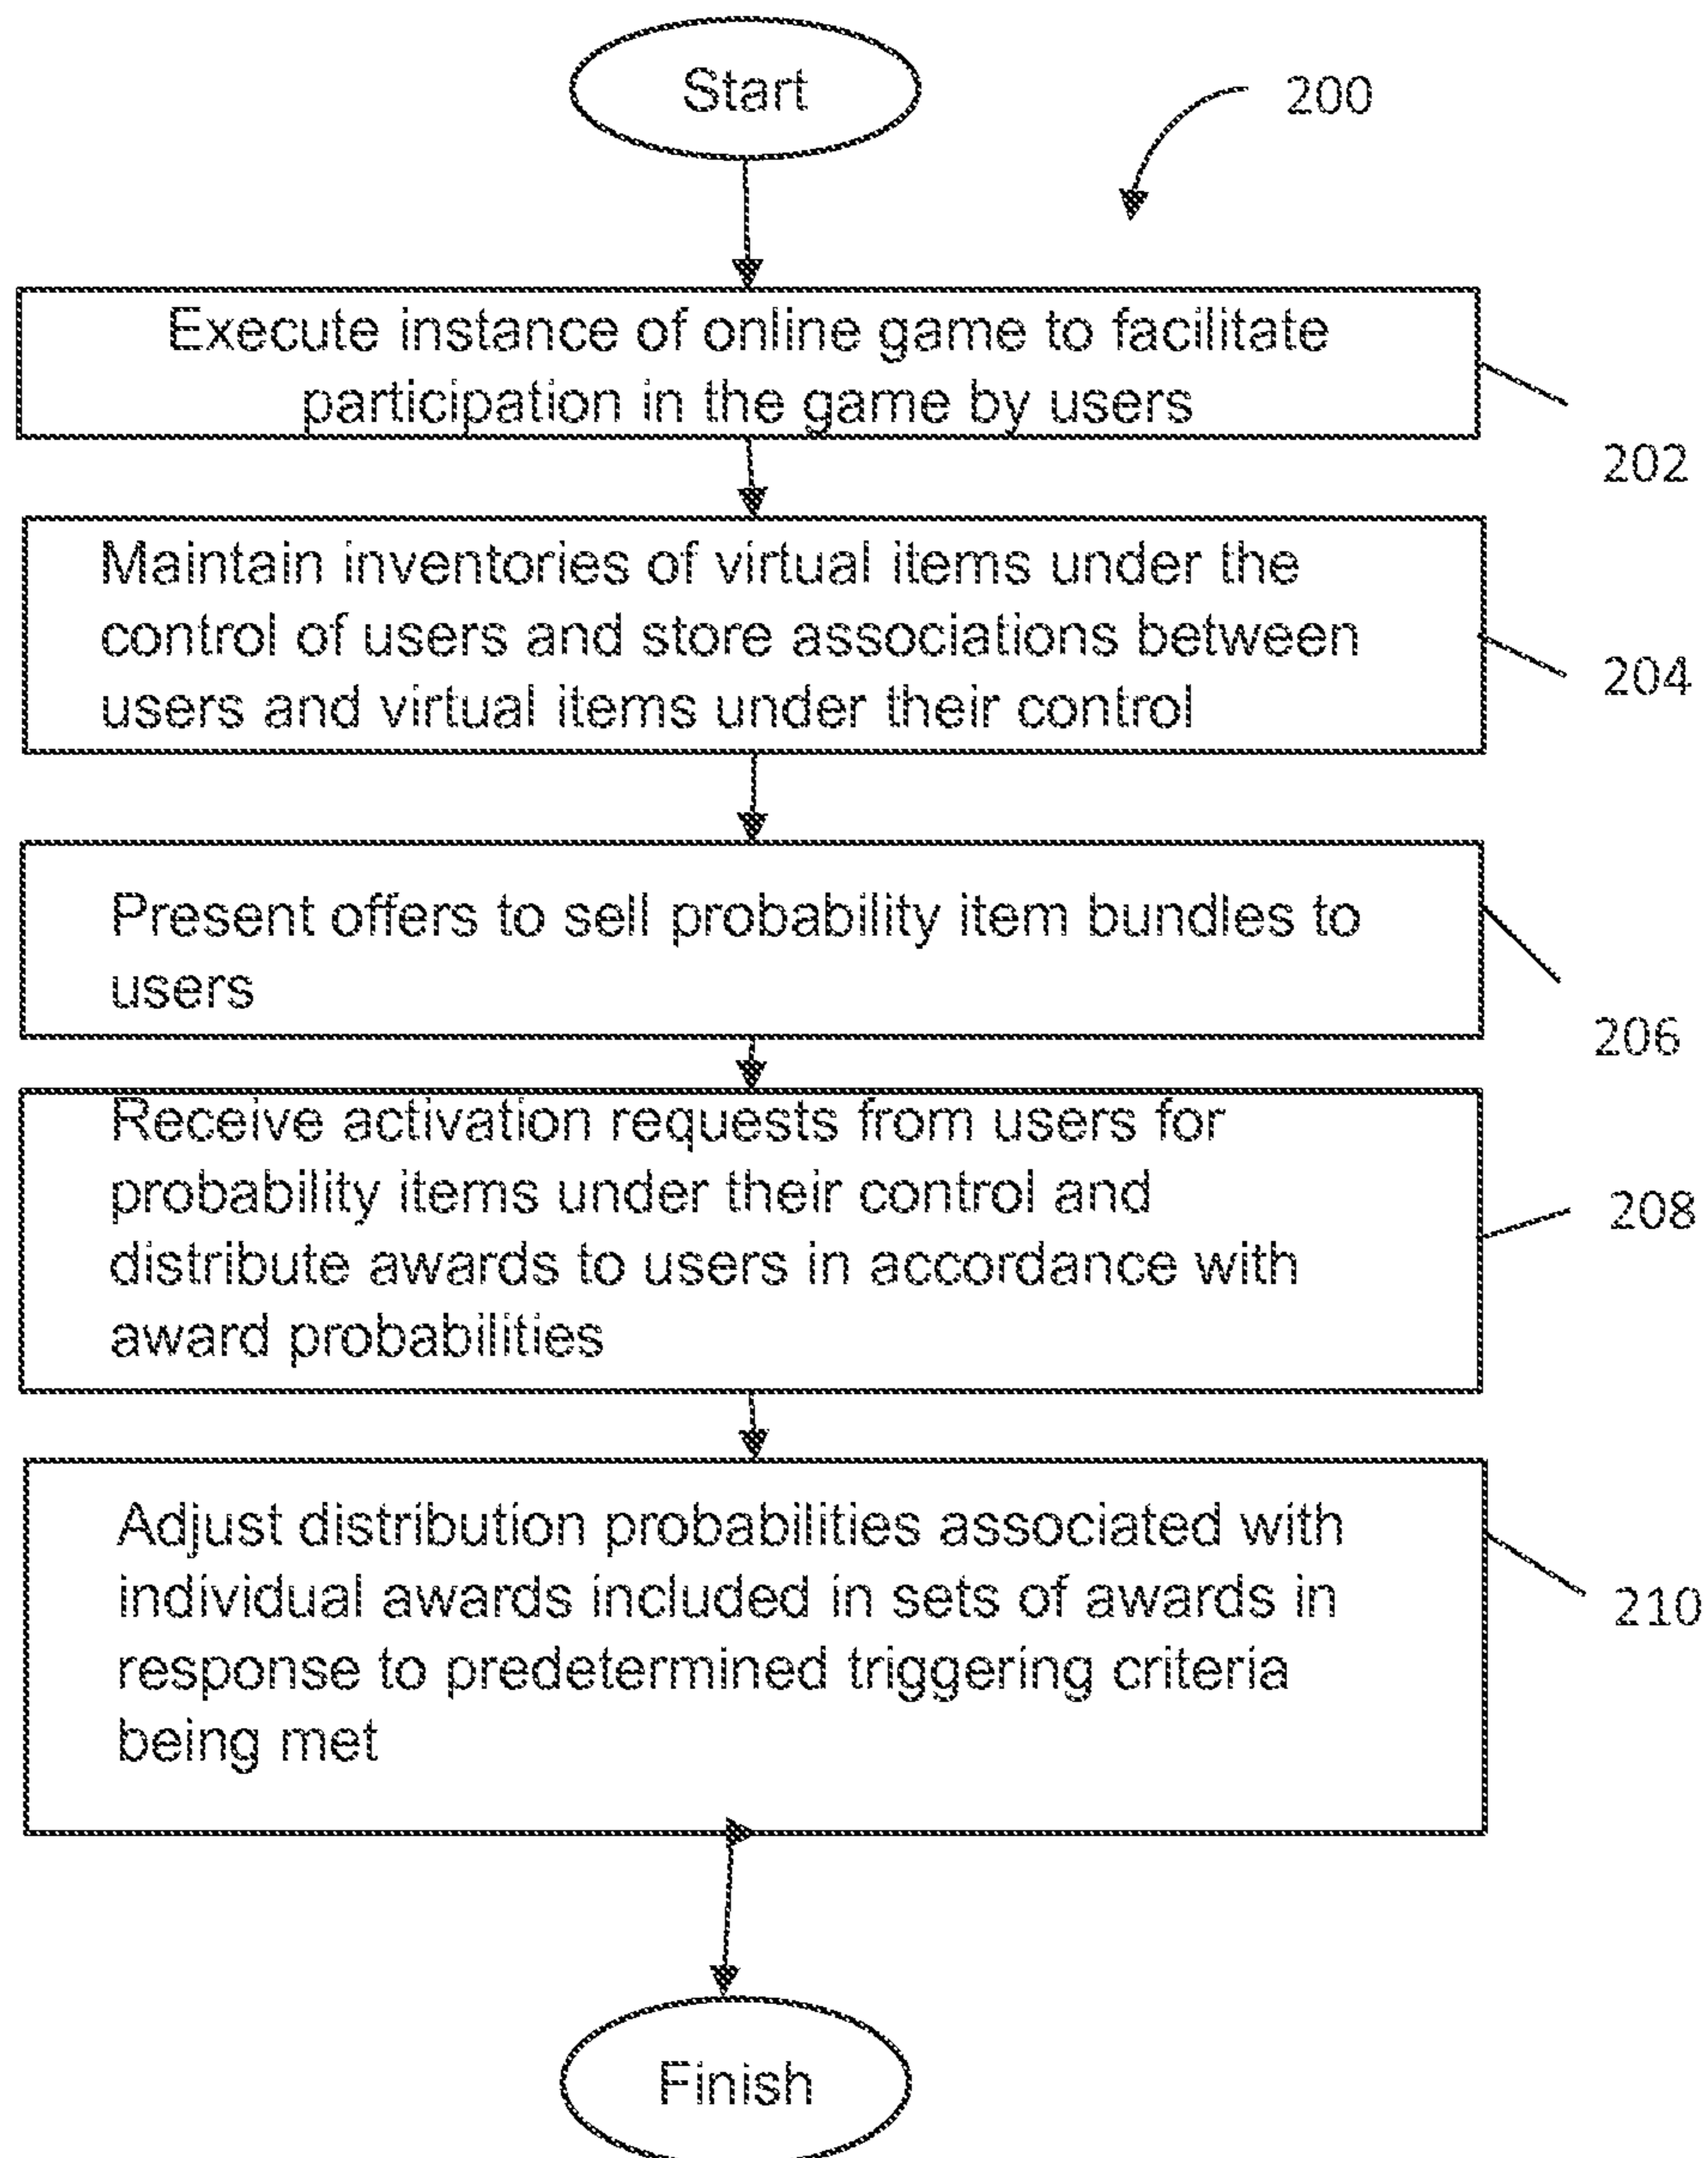 Start
200
Execute instance of online game to facilitate
participation in the game by users
202
Maintain inventories of virtual items under the
control of users and store associations between
users and virtual items under their control
204
Present offers to sell probability item bundles to
users
206
Receive activation requests from users for
probability items under their control and
distribute awards to users in accordance with
award probabilities
208
Adjust distribution probabilities associated with
individual awards included in sets of awards in
response to predetermined triggering criteria
being met
210
Finish